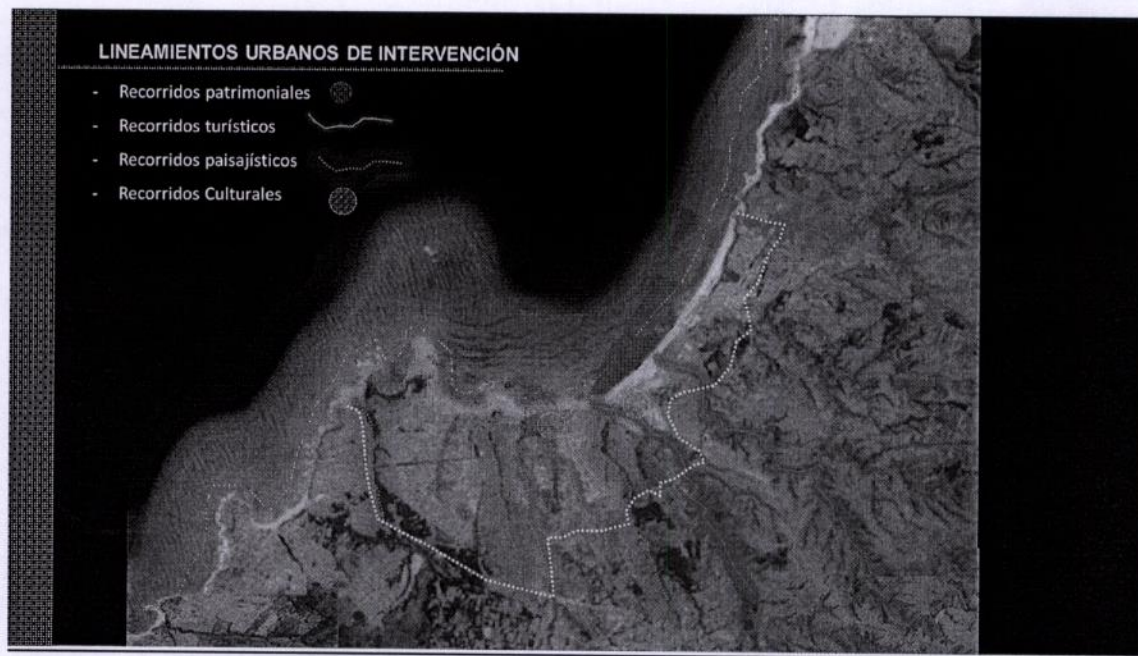 LINEAMIENTOS URBANOS DE INTERVENCIÓN
- Recorridos patrimoniales
- Recorridos turísticos
- Recorridos paisajísticos
- Recorridos Culturales